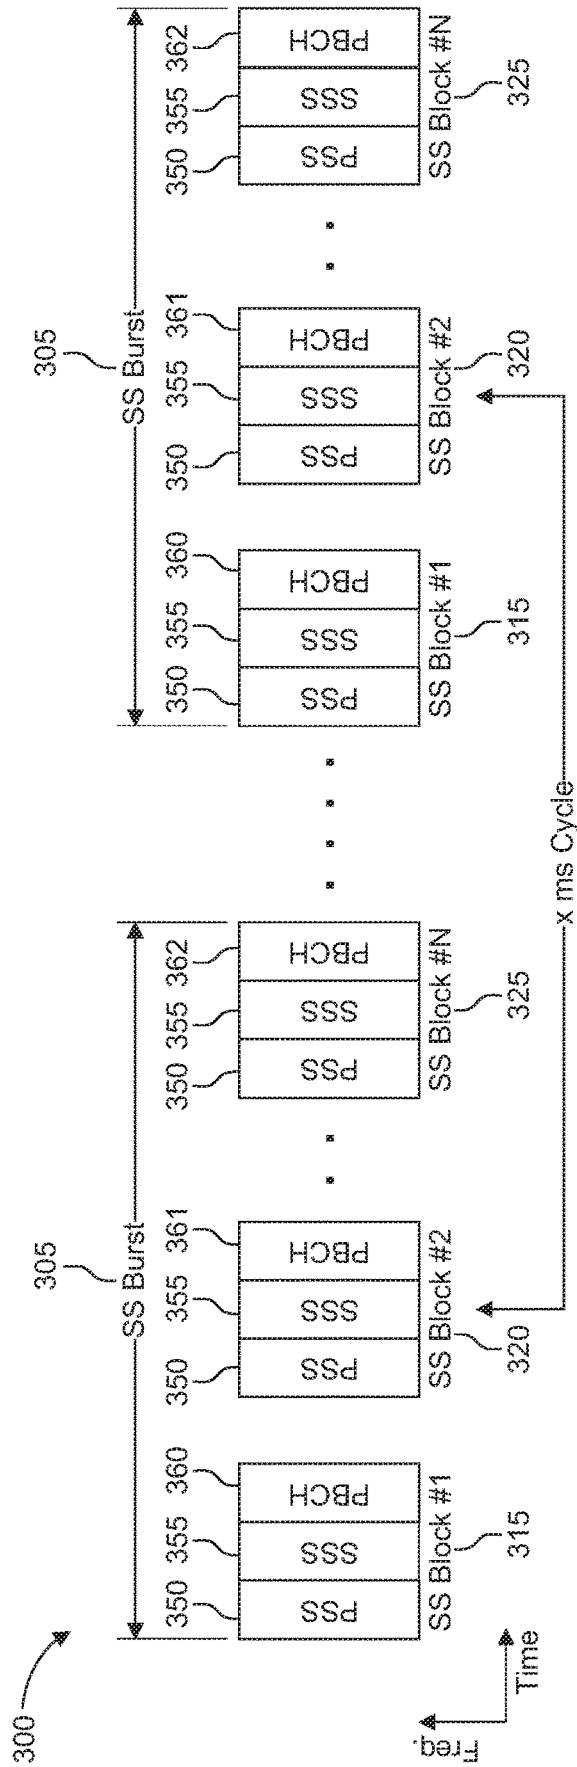 300
305
305
SS Burst
SS Burst
350 355 360 350 355 361 350 355 362 350 355 360 350 355 361 350 355 362
PSS SSS PBCH PSS SSS PBCH PSS SSS PBCH PSS SSS PBCH PSS SSS PBCH PSS SSS PBCH
SS Block #1 SS Block #2 SS Block #N SS Block #1 SS Block #2 SS Block #N
315 320 325 315 320 325
Freq.
Time
x ms Cycle